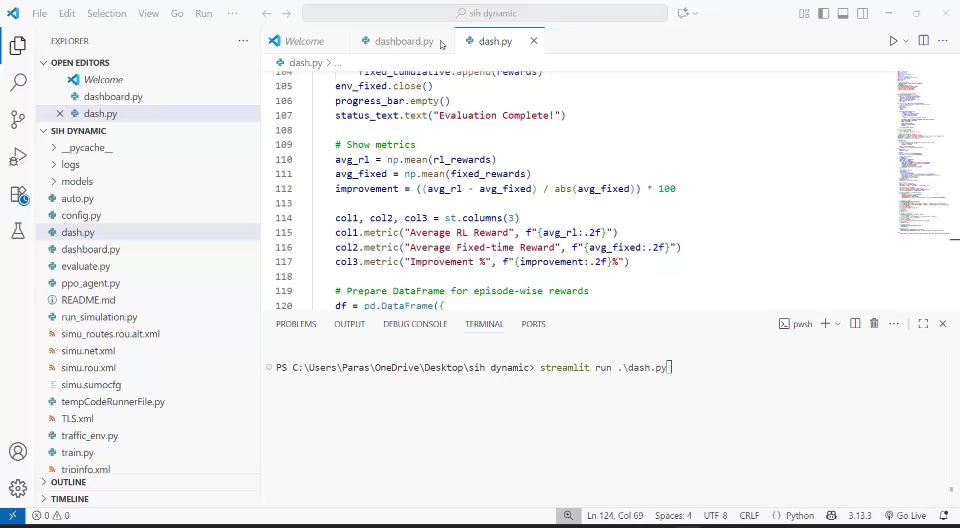 File Edit Selection View Go Run ... sih dynamic
EXPLORER ...
OPEN EDITORS
Welcome
dashboard.py
dash.py
SIH DYNAMIC
__pycache__
logs
models
auto.py
config.py
dash.py
dashboard.py
evaluate.py
ppo_agent.py
README.md
run_simulation.py
simu_routes.rou.alt.xml
simu.net.xml
simu.rou.xml
simu.sumocfg
tempCodeRunnerFile.py
TLS.xml
traffic_env.py
train.py
tripinfo.xml
OUTLINE
TIMELINE
Welcome dashboard.py dash.py
dash.py > ...
104 fixed_cumulative.append(rewards)
105 env_fixed.close()
106 progress_bar.empty()
107 status_text.text("Evaluation Complete!")
108
109 # Show metrics
110 avg_rl = np.mean(rl_rewards)
111 avg_fixed = np.mean(fixed_rewards)
112 improvement = ((avg_rl - avg_fixed) / abs(avg_fixed)) * 100
113
114 col1, col2, col3 = st.columns(3)
115 col1.metric("Average RL Reward", f"{avg_rl:.2f}")
116 col2.metric("Average Fixed-time Reward", f"{avg_fixed:.2f}")
117 col3.metric("Improvement %", f"{improvement:.2f}%")
118
119 # Prepare DataFrame for episode-wise rewards
120 df = pd.DataFrame({
PROBLEMS OUTPUT DEBUG CONSOLE TERMINAL PORTS pwsh
PS C:\Users\Paras\OneDrive\Desktop\sih dynamic> streamlit run .\dash.py
0 0 Ln 124, Col 69 Spaces: 4 UTF-8 CRLF {} Python 3.13.3 Go Live